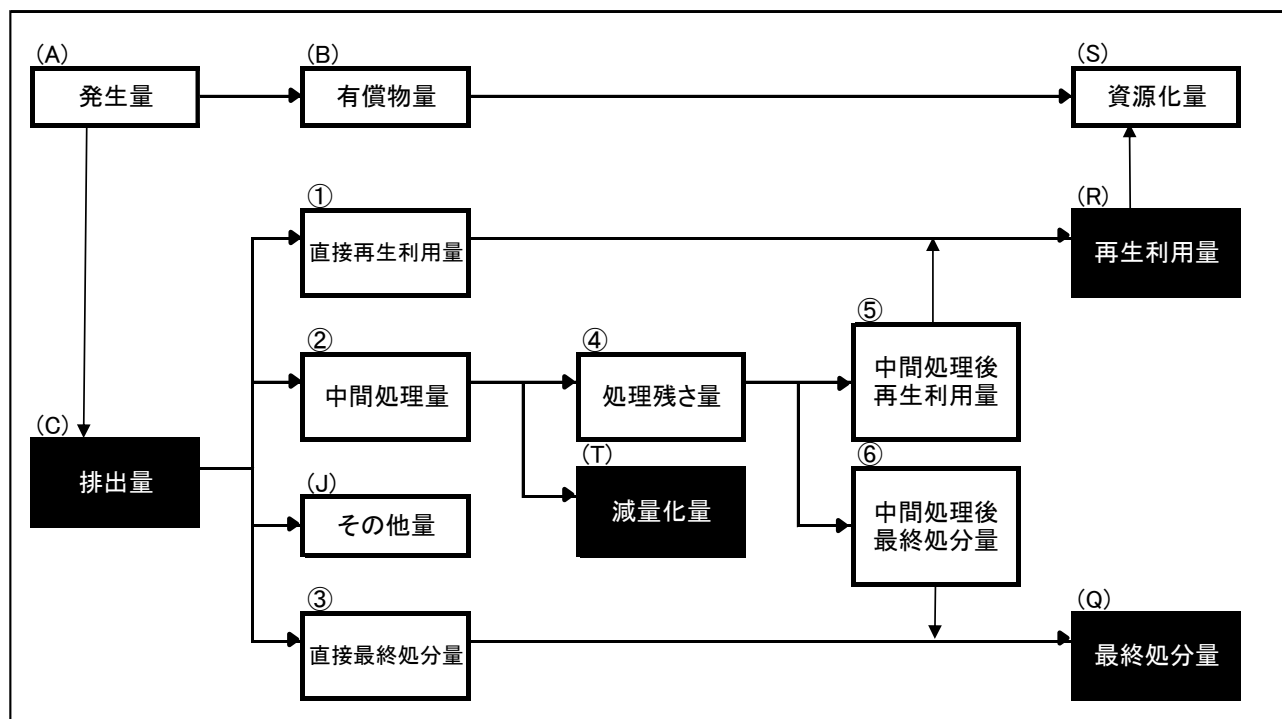 (A)
発生量
(B)
有償物量
(S)
資源化量
①
直接再生利用量
(R)
再生利用量
②
中間処理量
④
処理残さ量
⑤
中間処理後
再生利用量
(C)
排出量
(J)
その他量
(T)
減量化量
⑥
中間処理後
最終処分量
③
直接最終処分量
(Q)
最終処分量